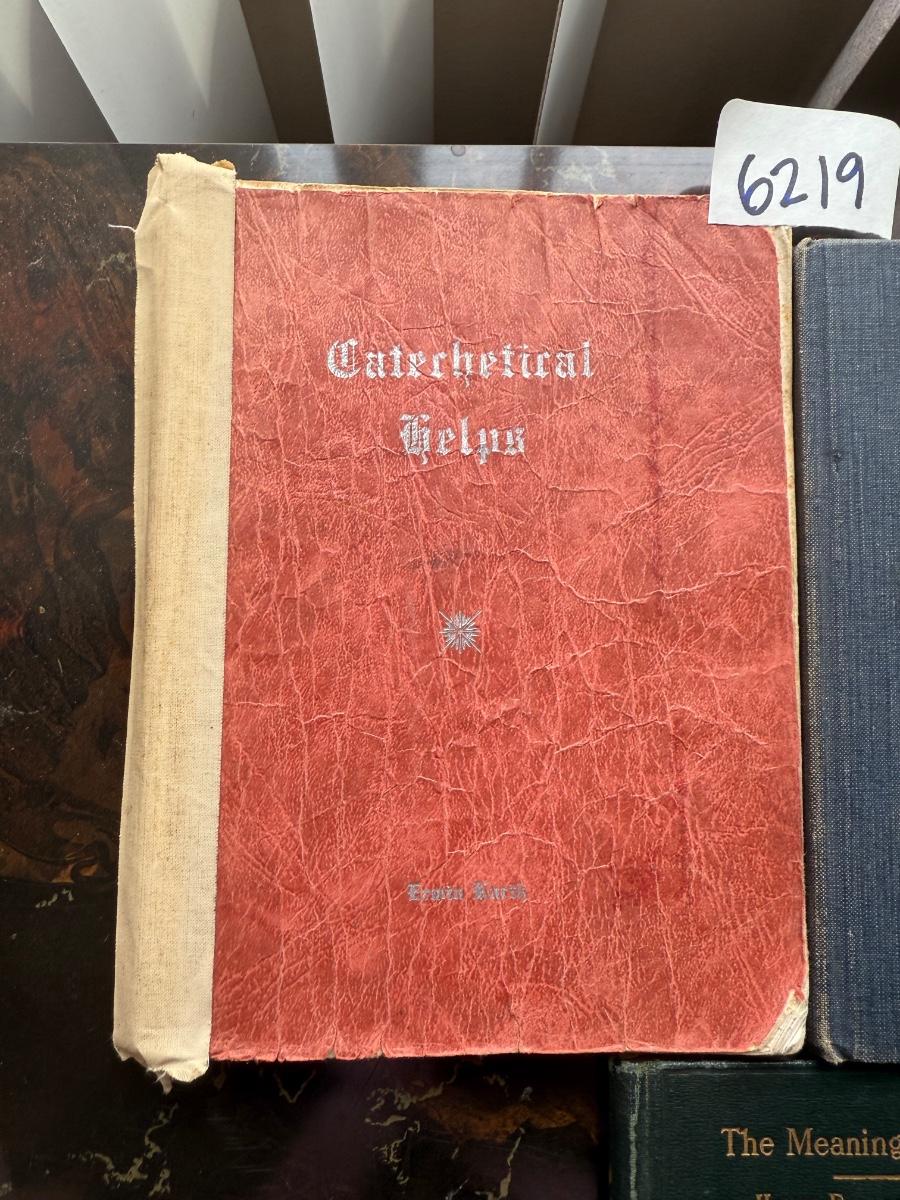 6219
Catechetical
Helps
Erwin Kurth
The Meaning